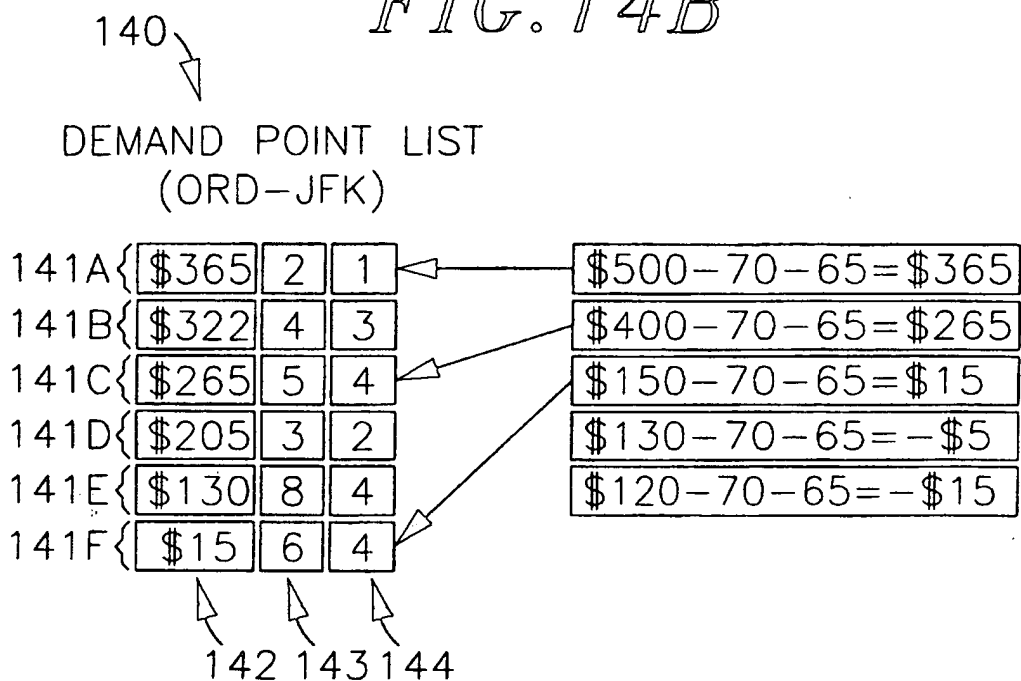 FIG. 14B
140
DEMAND POINT LIST
(ORD-JFK)
141A{ $365 2 1 $500-70-65=$365
141B{ $322 4 3 $400-70-65=$265
141C{ $265 5 4 $150-70-65=$15
141D{ $205 3 2 $130-70-65=-$5
141E{ $130 8 4 $120-70-65=-$15
141F{ $15 6 4
142 143 144